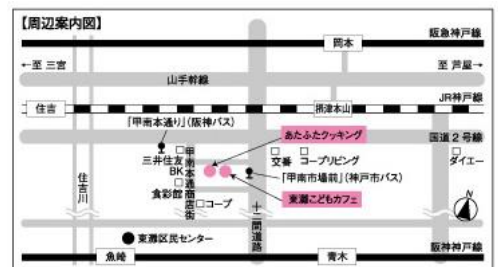 【周辺案内図】
阪急神戸線
岡本
←至 三宮
至 芦屋→
山手幹線
JR神戸線
住吉
摂津本山
「甲南本通り」(阪神バス)
あたふたクッキング
国道2号線
三井住友
BK
甲南本通商店街
交番
コープリビング
ダイエー
住吉川
「甲南市場前」(神戸市バス)
食彩館
コープ
東灘こどもカフェ
十二間道路
N
東灘区民センター
阪神神戸線
魚崎
青木